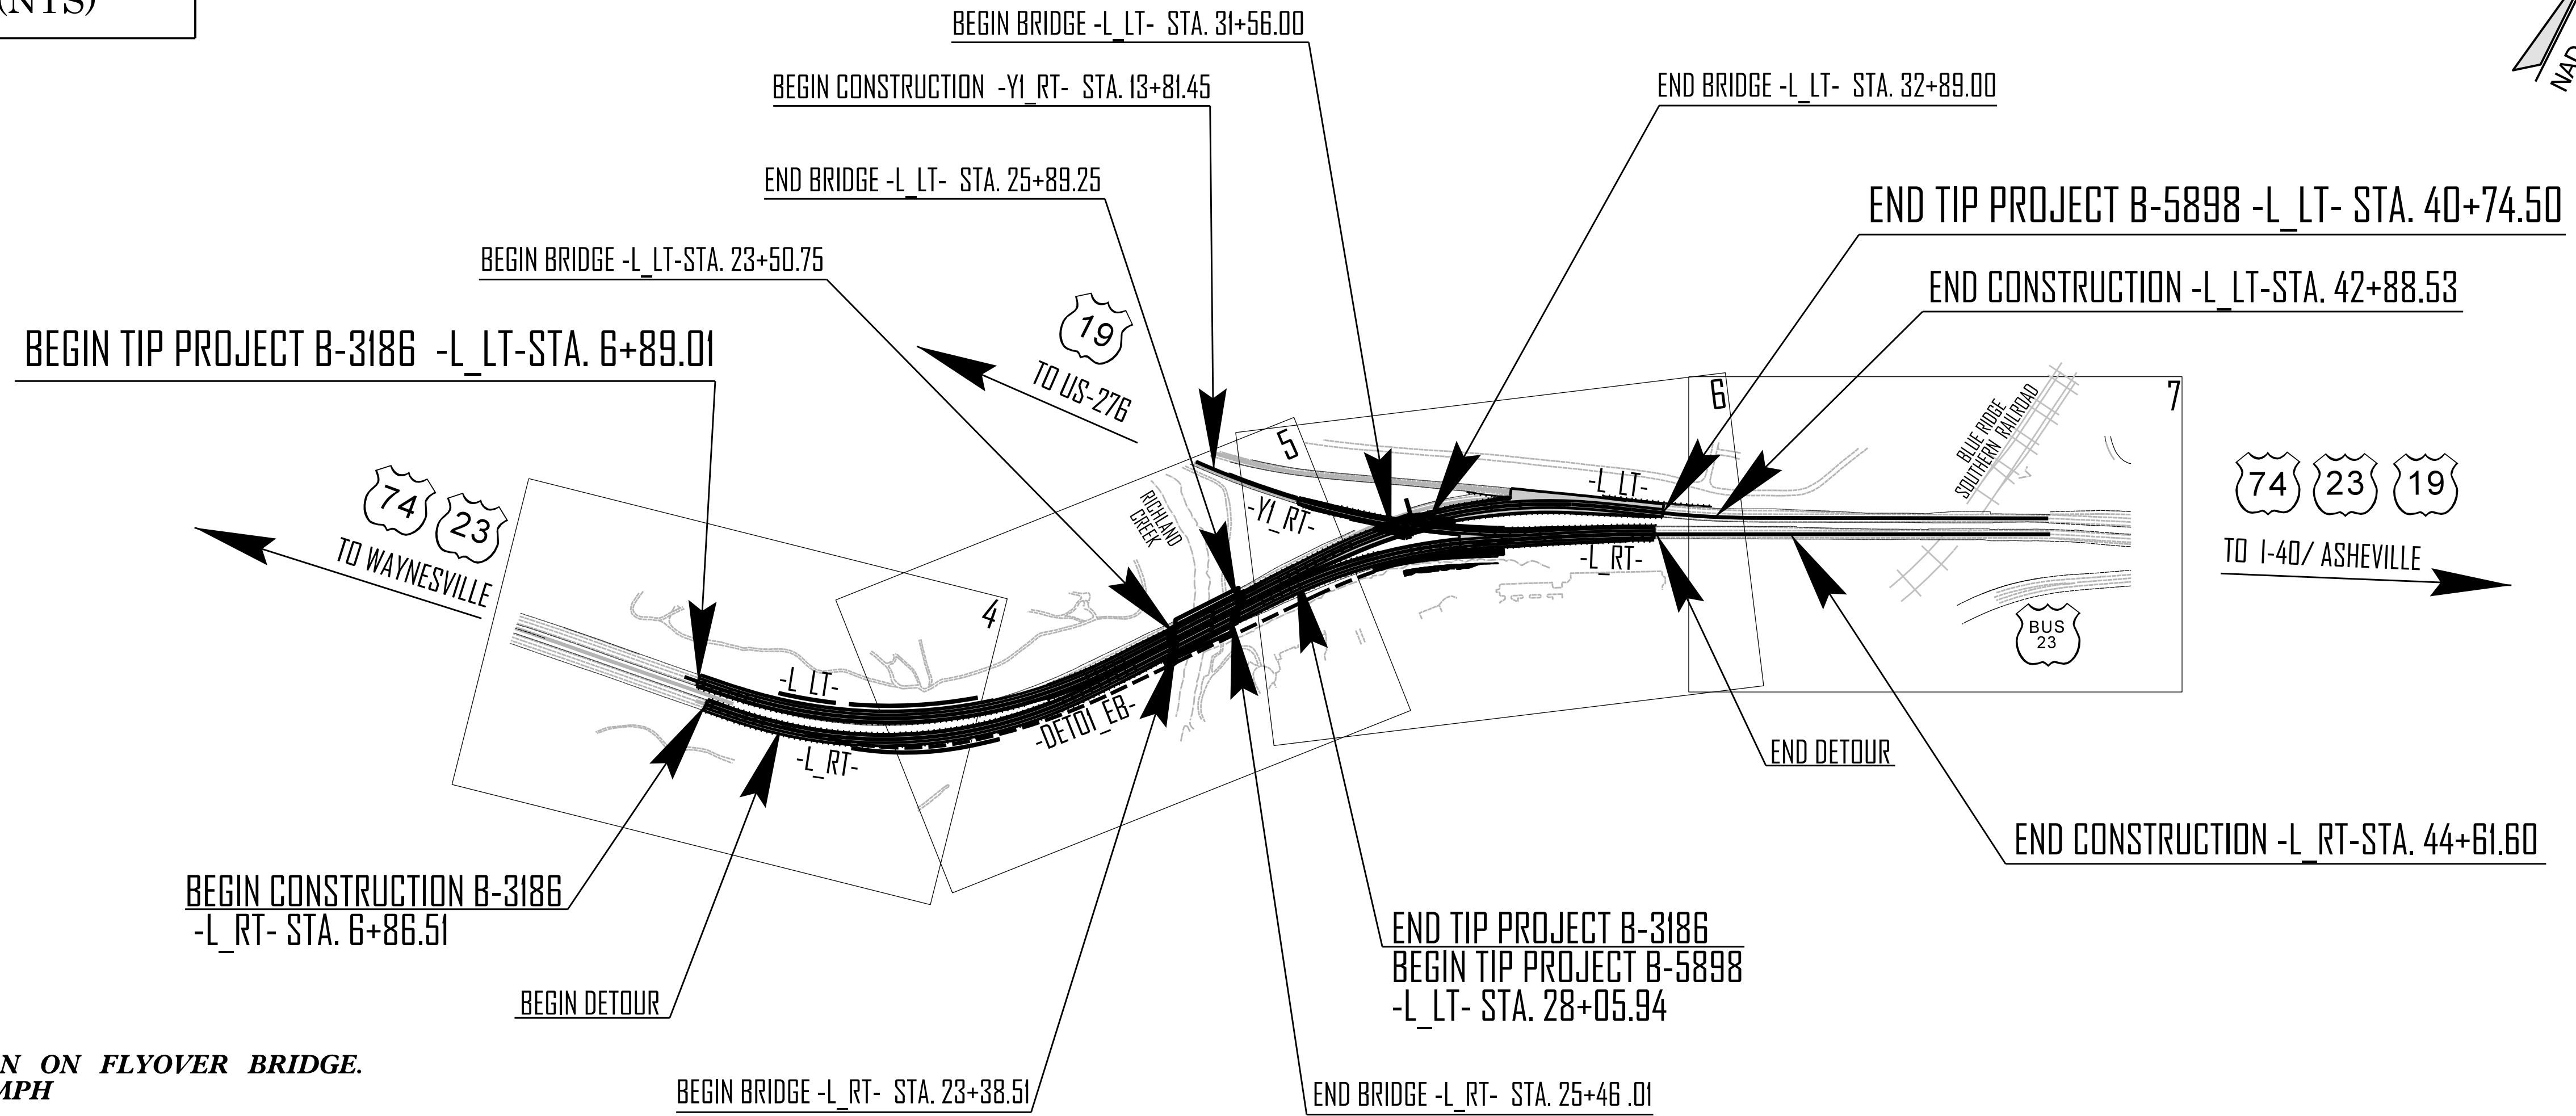 (NTS)
NAD
BEGIN BRIDGE -L_LT- STA. 31+56.00
BEGIN CONSTRUCTION -Y1_RT- STA. 13+81.45
END BRIDGE -L_LT- STA. 32+89.00
END BRIDGE -L_LT- STA. 25+89.25
END TIP PROJECT B-5898 -L_LT- STA. 40+74.50
BEGIN BRIDGE -L_LT-STA. 23+50.75
END CONSTRUCTION -L_LT-STA. 42+88.53
BEGIN TIP PROJECT B-3186 -L_LT-STA. 6+89.01
19
TO US-276
74
23
TO WAYNESVILLE
4
5
6
7
RICHLAND
CREEK
-Y1_RT-
-L_LT-
-L_RT-
BLUE RIDGE
SOUTHERN RAILROAD
74
23
19
TO I-40/ ASHEVILLE
BUS
23
-L_LT-
-L_RT-
-DET01_EB-
END DETOUR
END CONSTRUCTION -L_RT-STA. 44+61.60
BEGIN CONSTRUCTION B-3186
-L_RT- STA. 6+86.51
BEGIN DETOUR
END TIP PROJECT B-3186
BEGIN TIP PROJECT B-5898
-L_LT- STA. 28+05.94
N ON FLYOVER BRIDGE.
MPH
BEGIN BRIDGE -L_RT- STA. 23+38.51
END BRIDGE -L_RT- STA. 25+46 .01